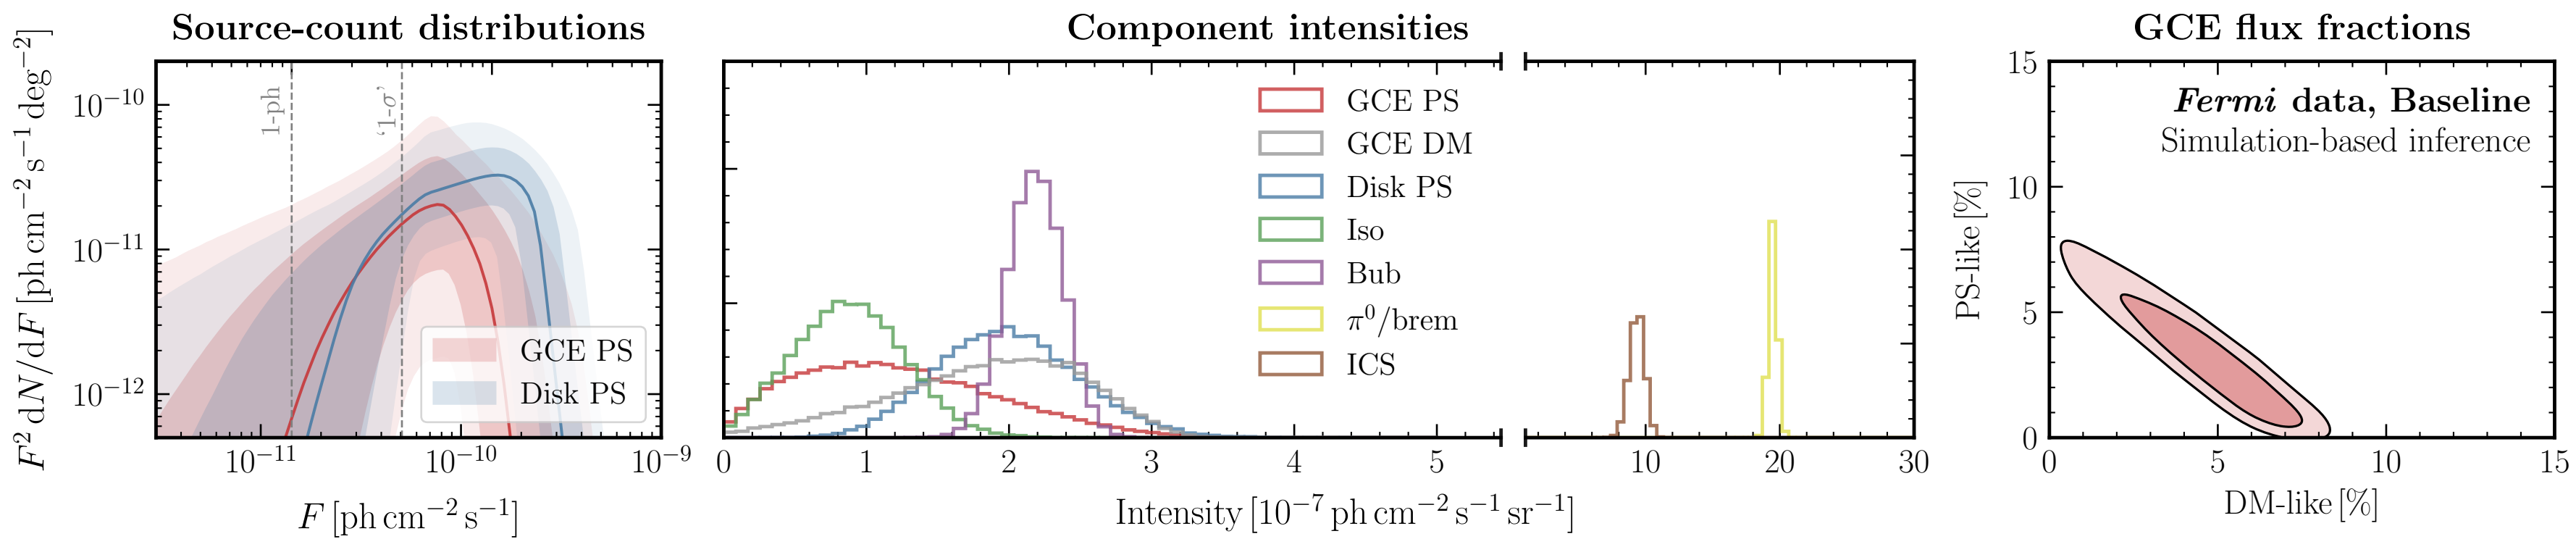 Source-count distributions
F² dN/dF [ph cm⁻² s⁻¹ deg⁻²]
10⁻¹⁰
10⁻¹¹
10⁻¹²
1-ph
‘1-σ’
GCE PS
Disk PS
10⁻¹¹ 10⁻¹⁰ 10⁻⁹
F [ph cm⁻² s⁻¹]
Component intensities
GCE PS
GCE DM
Disk PS
Iso
Bub
π⁰/brem
ICS
0 1 2 3 4 5 10 20 30
Intensity [10⁻⁷ ph cm⁻² s⁻¹ sr⁻¹]
GCE flux fractions
Fermi data, Baseline
Simulation-based inference
PS-like [%]
15
10
5
0
0 5 10 15
DM-like [%]